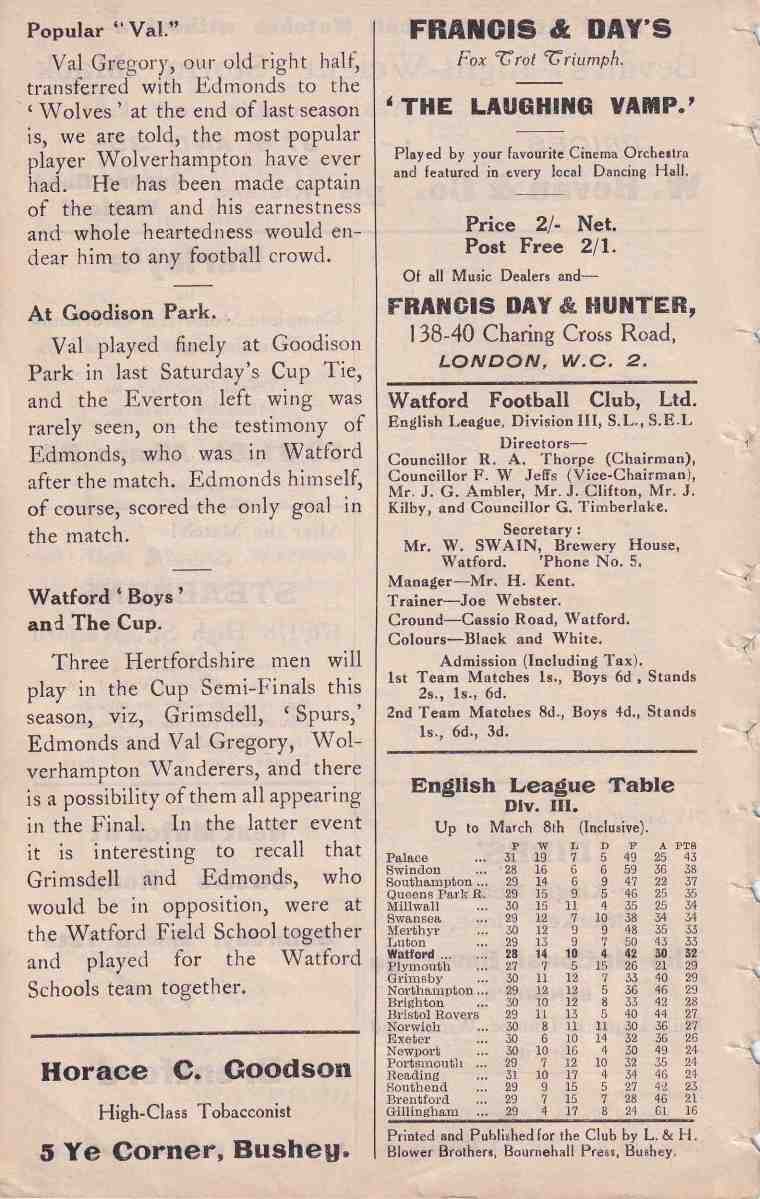 Popular “Val.”
Val Gregory, our old right half,
transferred with Edmonds to the
‘Wolves’ at the end of last season
is, we are told, the most popular
player Wolverhampton have ever
had. He has been made captain
of the team and his earnestness
and whole heartedness would en-
dear him to any football crowd.
At Goodison Park.
Val played finely at Goodison
Park in last Saturday's Cup Tie,
and the Everton left wing was
rarely seen, on the testimony of
Edmonds, who was in Watford
after the match. Edmonds himself,
of course, scored the only goal in
the match.
Watford ‘Boys’
and The Cup.
Three Hertfordshire men will
play in the Cup Semi-Finals this
season, viz, Grimsdell, ‘Spurs,’
Edmonds and Val Gregory, Wol-
verhampton Wanderers, and there
is a possibility of them all appearing
in the Final. In the latter event
it is interesting to recall that
Grimsdell and Edmonds, who
would be in opposition, were at
the Watford Field School together
and played for the Watford
Schools team together.
Horace C. Goodson
High-Class Tobacconist
5 Ye Corner, Bushey.
FRANCIS & DAY'S
Fox Trot Triumph.
‘THE LAUGHING VAMP.’
Played by your favourite Cinema Orchestra
and featured in every local Dancing Hall.
Price 2/- Net.
Post Free 2/1.
Of all Music Dealers and—
FRANCIS DAY & HUNTER,
138-40 Charing Cross Road,
LONDON, W.C. 2.
Watford Football Club, Ltd.
English League, Division III, S.L., S.E.L
Directors—
Councillor R. A. Thorpe (Chairman),
Councillor F. W Jeffs (Vice-Chairman),
Mr. J. G. Ambler, Mr. J. Clifton, Mr. J.
Kilby, and Councillor G. Timberlake.
Secretary:
Mr. W. SWAIN, Brewery House,
Watford. 'Phone No. 5.
Manager—Mr. H. Kent.
Trainer—Joe Webster.
Ground—Cassio Road, Watford.
Colours—Black and White.
Admission (Including Tax).
1st Team Matches 1s., Boys 6d, Stands
2s., 1s., 6d.
2nd Team Matches 8d., Boys 4d., Stands
1s., 6d., 3d.
English League Table
Div. III.
Up to March 8th (Inclusive).
P W L D F A PTS
Palace ... 31 19 7 5 49 25 43
Swindon ... 28 16 6 6 59 36 38
Southampton ... 29 14 6 9 47 22 37
Queens Park R. 29 15 9 5 46 25 35
Millwall ... 30 15 11 4 35 25 34
Swansea ... 29 12 7 10 38 34 34
Merthyr ... 30 12 9 9 48 35 33
Luton ... 29 13 9 7 50 43 33
Watford ... ... 28 14 10 4 42 30 32
Plymouth ... 27 7 5 15 26 21 29
Grimsby ... 30 11 12 7 33 40 29
Northampton ... 29 12 12 5 36 46 29
Brighton ... 30 10 12 8 33 42 28
Bristol Rovers 29 11 13 5 40 44 27
Norwich ... 30 8 11 11 30 36 27
Exeter ... 30 6 10 14 32 36 26
Newport ... 30 10 16 4 30 49 24
Portsmouth ... 29 7 12 10 32 35 24
Reading ... 31 10 17 4 34 46 24
Southend ... 29 9 15 5 27 42 23
Brentford ... 29 7 15 7 28 46 21
Gillingham ... 29 4 17 8 24 61 16
Printed and Published for the Club by L. & H.
Blower Brothers, Bournehall Press, Bushey.